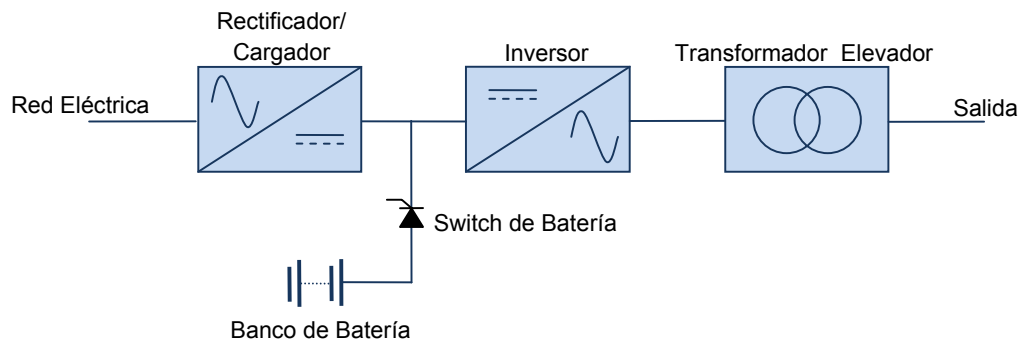 Rectificador/
Cargador
Inversor
Transformador Elevador
Red Eléctrica
Salida
Switch de Batería
Banco de Batería